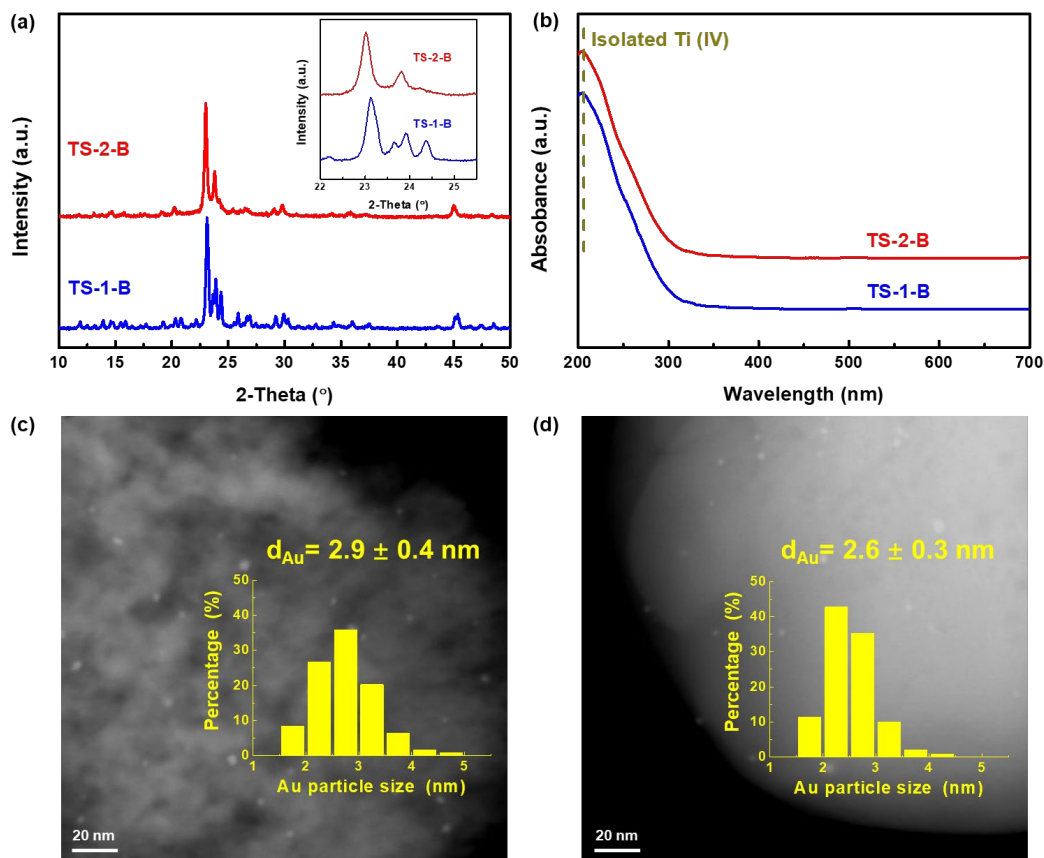 (a)
Intensity (a.u.)
TS-2-B
TS-1-B
10 15 20 25 30 35 40 45 50
2-Theta (°)
Intensity (a.u.)
TS-2-B
TS-1-B
22 23 24 25
2-Theta (°)
(b)
Absobance (a.u.)
Isolated Ti (IV)
TS-2-B
TS-1-B
200 300 400 500 600 700
Wavelength (nm)
(c)
dAu= 2.9 ± 0.4 nm
Percentage (%)
50
40
30
20
10
0
1 2 3 4 5
Au particle size (nm)
20 nm
(d)
dAu= 2.6 ± 0.3 nm
Percentage (%)
50
40
30
20
10
0
1 2 3 4 5
Au particle size (nm)
20 nm